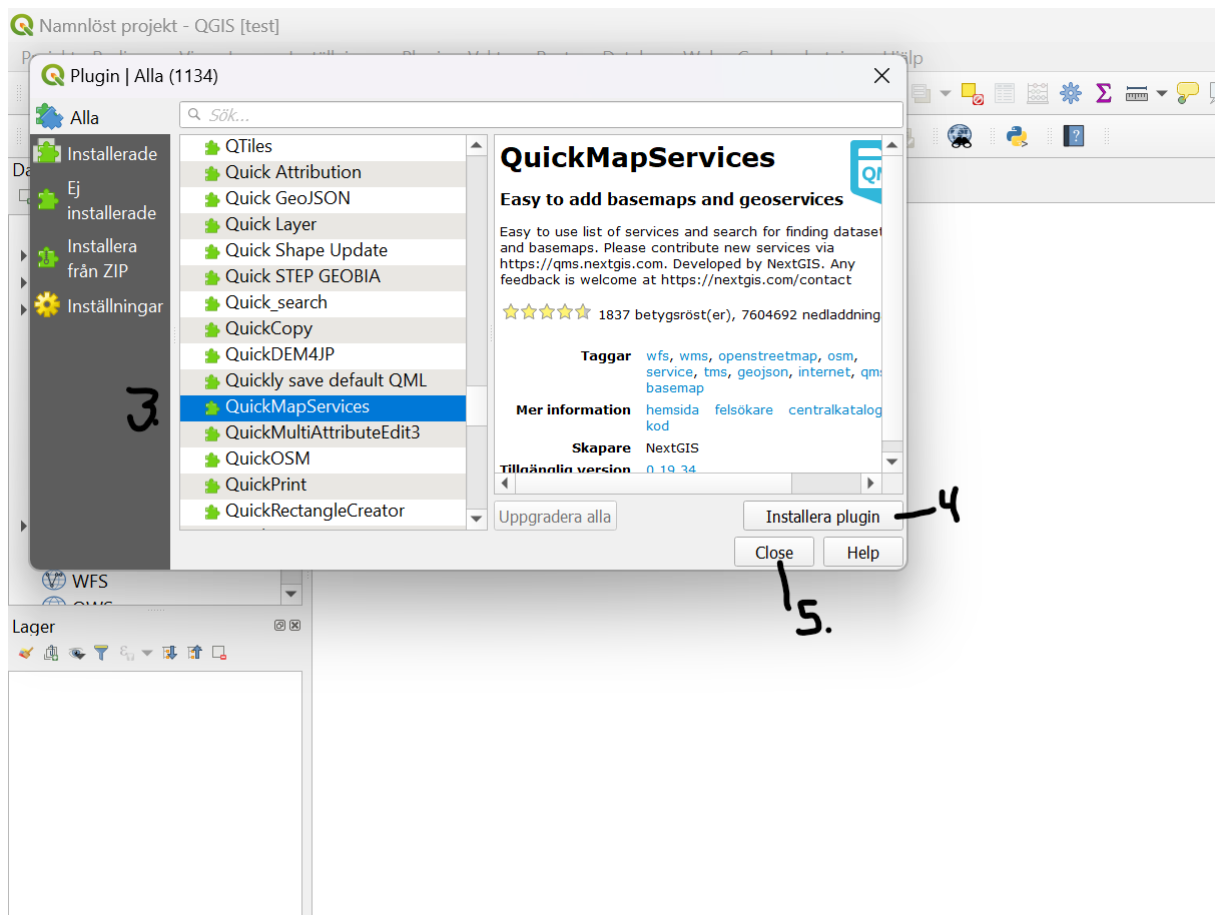 Namnlöst projekt - QGIS [test]
Plugin | Alla (1134)
Alla
Sök...
Installerade
Ej
installerade
Installera
från ZIP
Inställningar
3.
QTiles
Quick Attribution
Quick GeoJSON
Quick Layer
Quick Shape Update
Quick STEP GEOBIA
Quick_search
QuickCopy
QuickDEM4JP
Quickly save default QML
QuickMapServices
QuickMultiAttributeEdit3
QuickOSM
QuickPrint
QuickRectangleCreator
QuickMapServices
Easy to add basemaps and geoservices
Easy to use list of services and search for finding dataset
and basemaps. Please contribute new services via
https://qms.nextgis.com. Developed by NextGIS. Any
feedback is welcome at https://nextgis.com/contact
1837 betygsröst(er), 7604692 nedladdning
Taggar wfs, wms, openstreetmap, osm,
service, tms, geojson, internet, qms
basemap
Mer information hemsida felsökare centralkatalog
kod
Skapare NextGIS
Tillgänglig version 0.19.34
Uppgradera alla
Installera plugin
4
Close
Help
5.
WFS
Lager